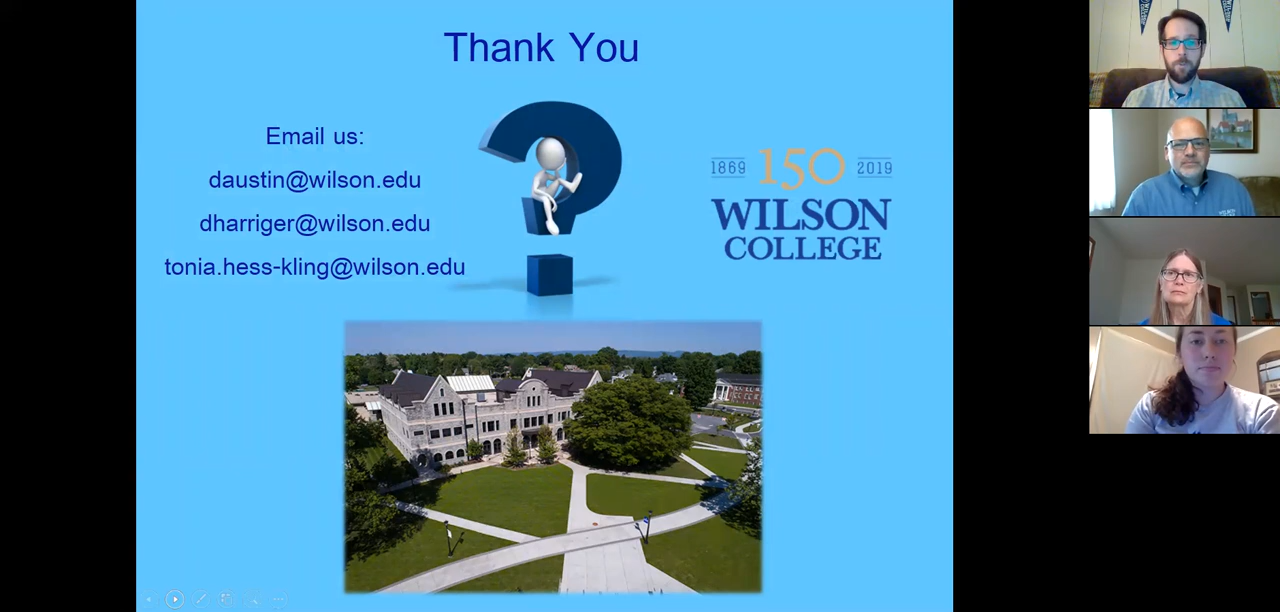 Thank You
Email us:
daustin@wilson.edu
dharriger@wilson.edu
tonia.hess-kling@wilson.edu
1869 150 2019
WILSON
COLLEGE